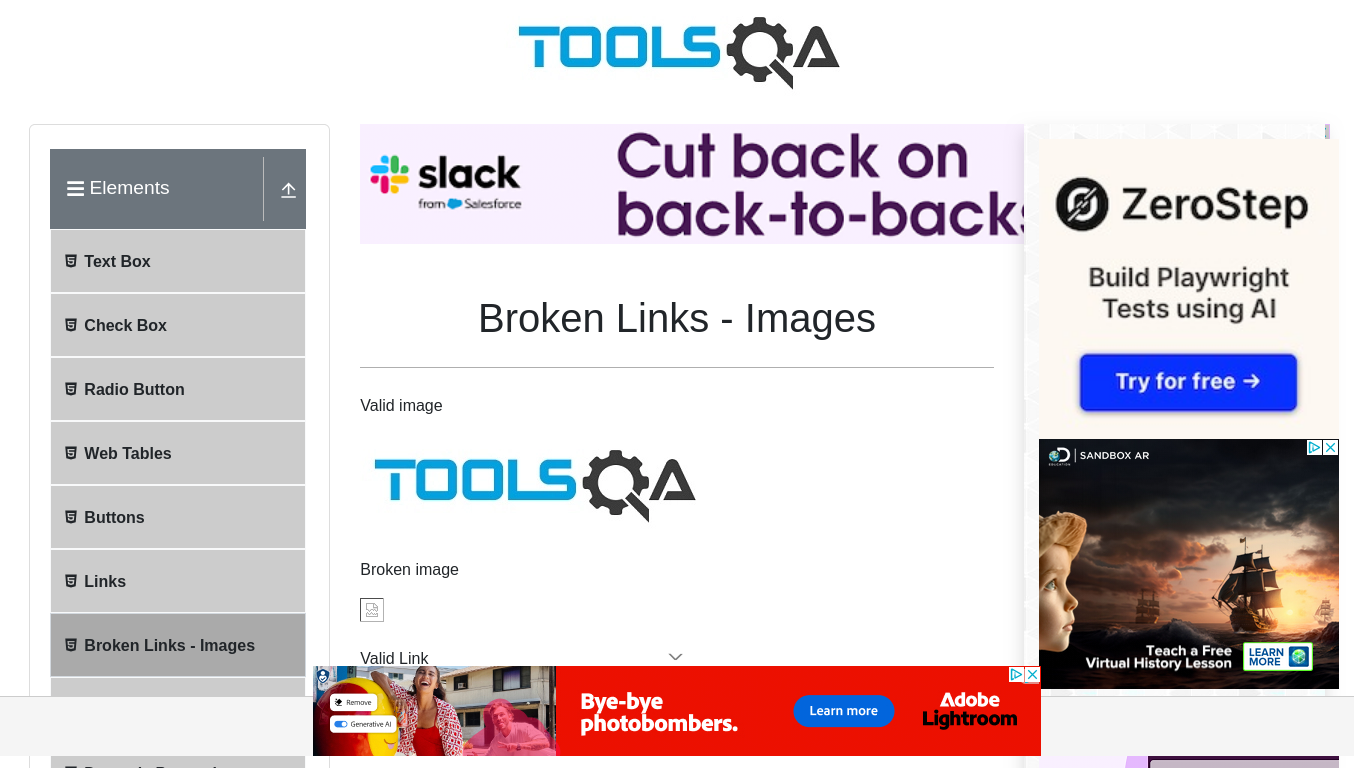 TOOLSQA
Elements
Text Box
Check Box
Radio Button
Web Tables
Buttons
Links
Broken Links - Images
slack
from Salesforce
Cut back on
back-to-backs
Broken Links - Images
Valid image
TOOLSQA
Broken image
Valid Link
ZeroStep
Build Playwright
Tests using AI
Try for free →
SANDBOX AR
Teach a Free
Virtual History Lesson
LEARN
MORE
Remove
Generative AI
Bye-bye
photobombers.
Learn more
Adobe
Lightroom